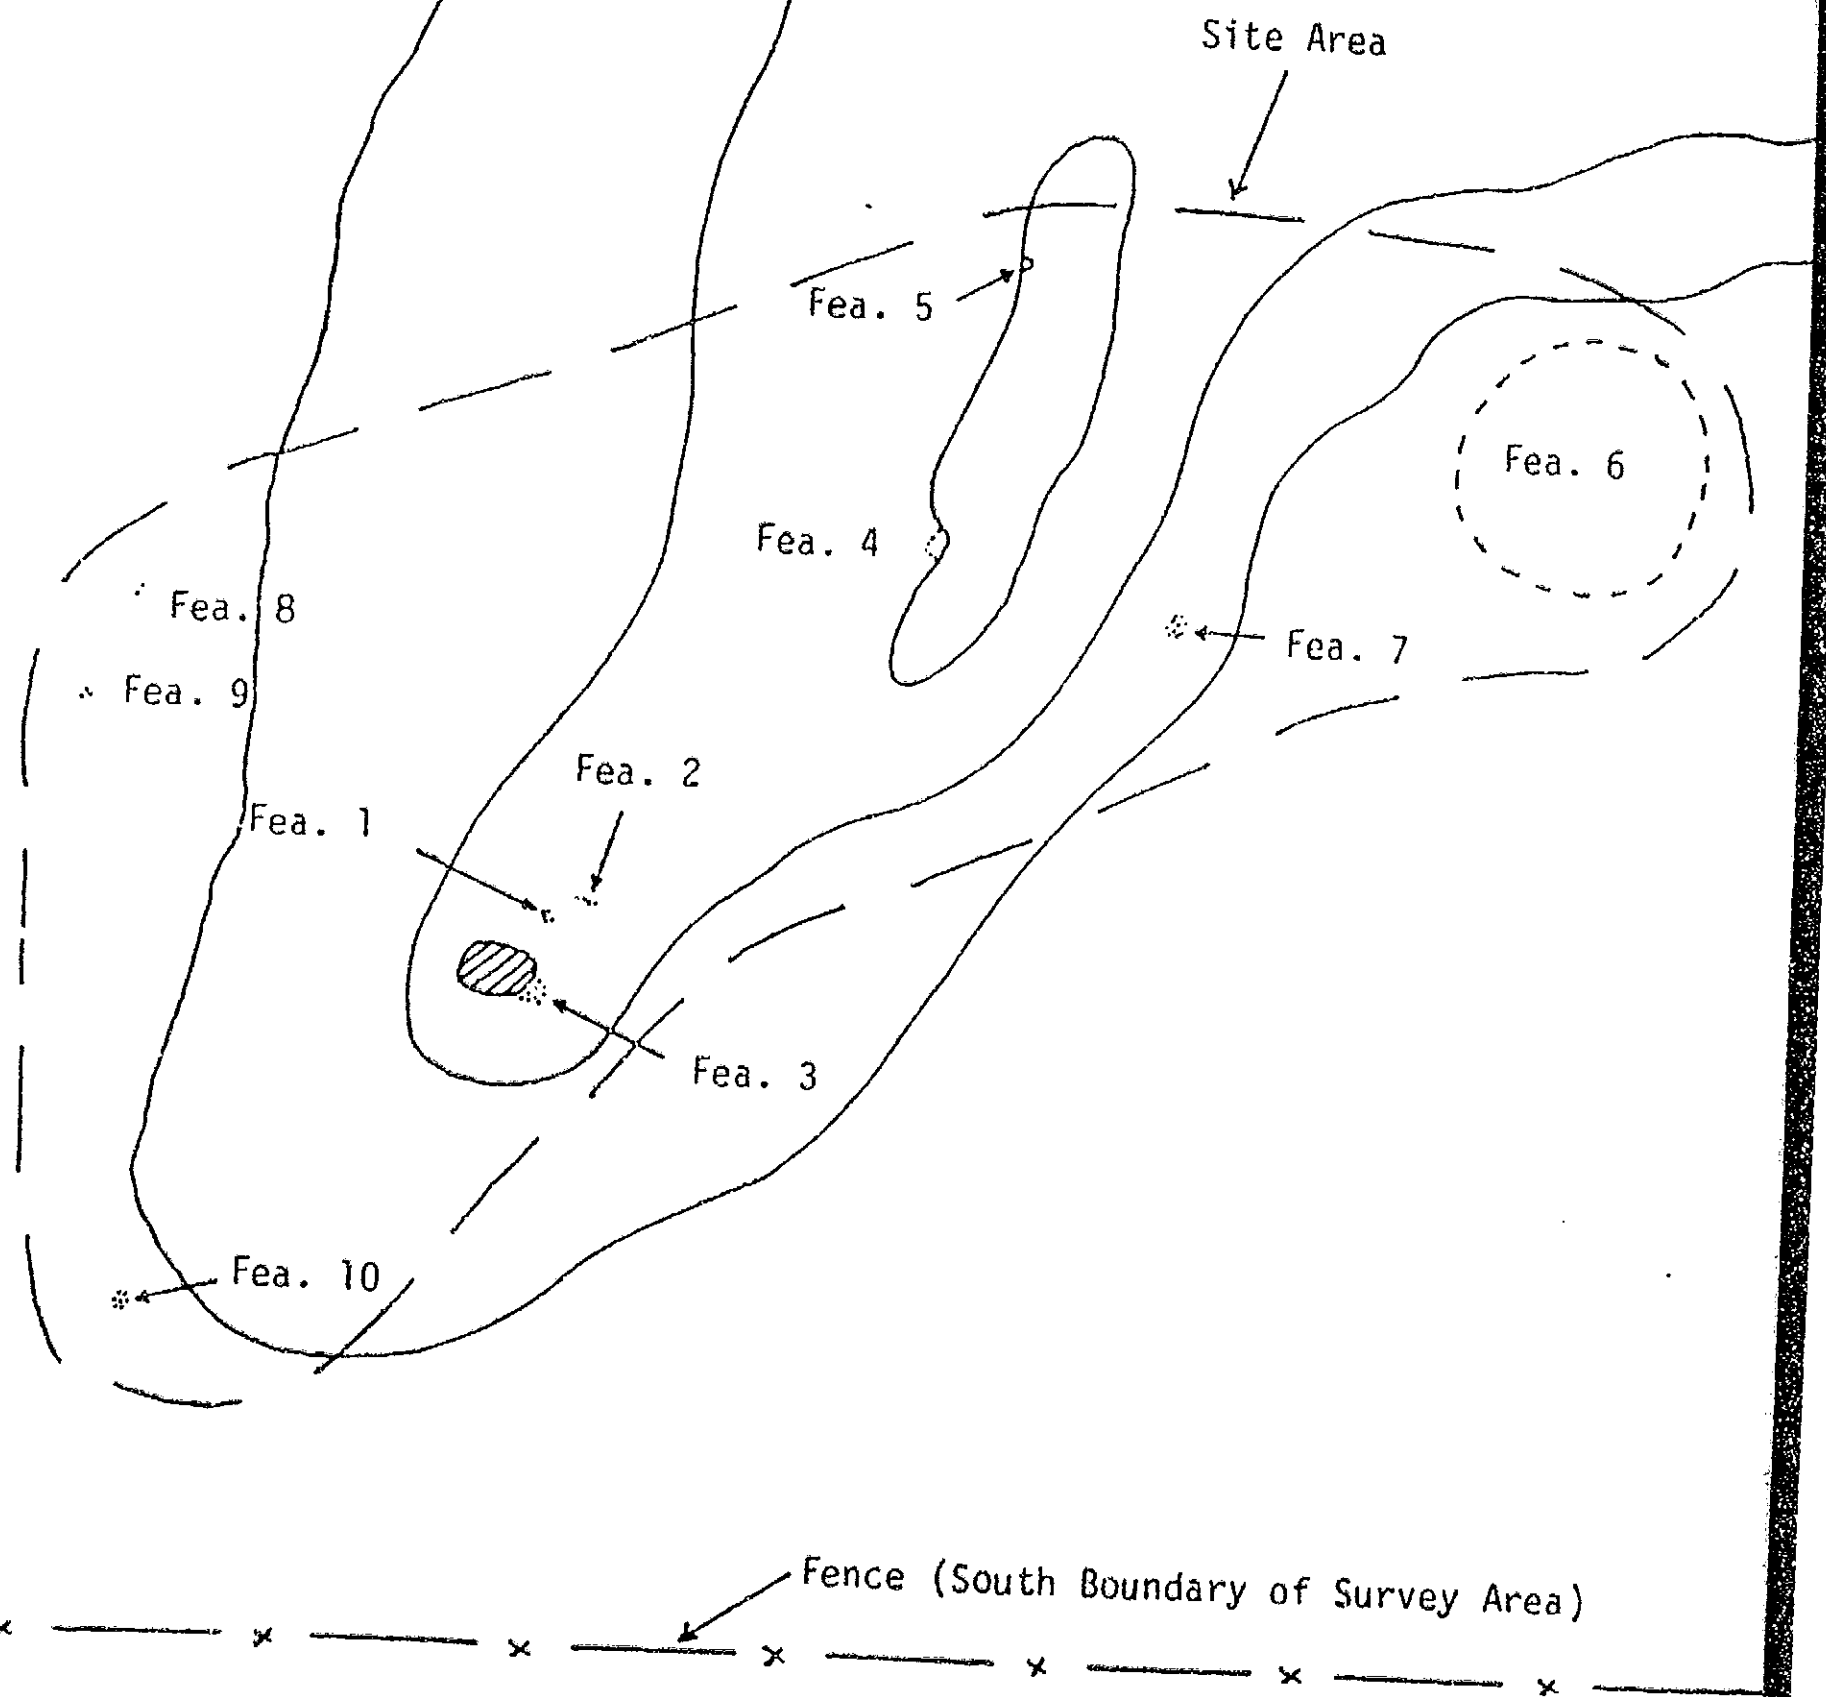 Site Area
Fea. 5
Fea. 6
Fea. 4
Fea. 8
Fea. 7
Fea. 9
Fea. 2
Fea. 1
Fea. 3
Fea. 10
Fence (South Boundary of Survey Area)